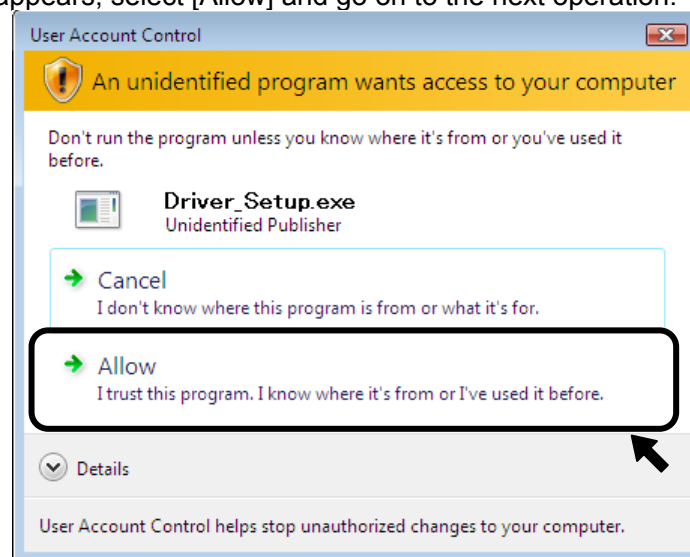 appears, select [Allow] and go on to the next operation.
User Account Control
An unidentified program wants access to your computer
Don't run the program unless you know where it's from or you've used it
before.
Driver_Setup.exe
Unidentified Publisher
Cancel
I don't know where this program is from or what it's for.
Allow
I trust this program. I know where it's from or I've used it before.
Details
User Account Control helps stop unauthorized changes to your computer.